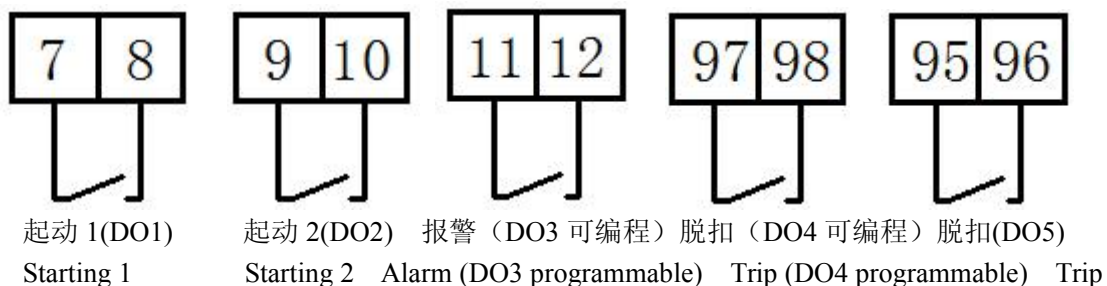 7 8 9 10 11 12 97 98 95 96
起动 1(DO1) 起动 2(DO2) 报警（DO3 可编程）脱扣（DO4 可编程）脱扣(DO5)
Starting 1 Starting 2 Alarm (DO3 programmable) Trip (DO4 programmable) Trip